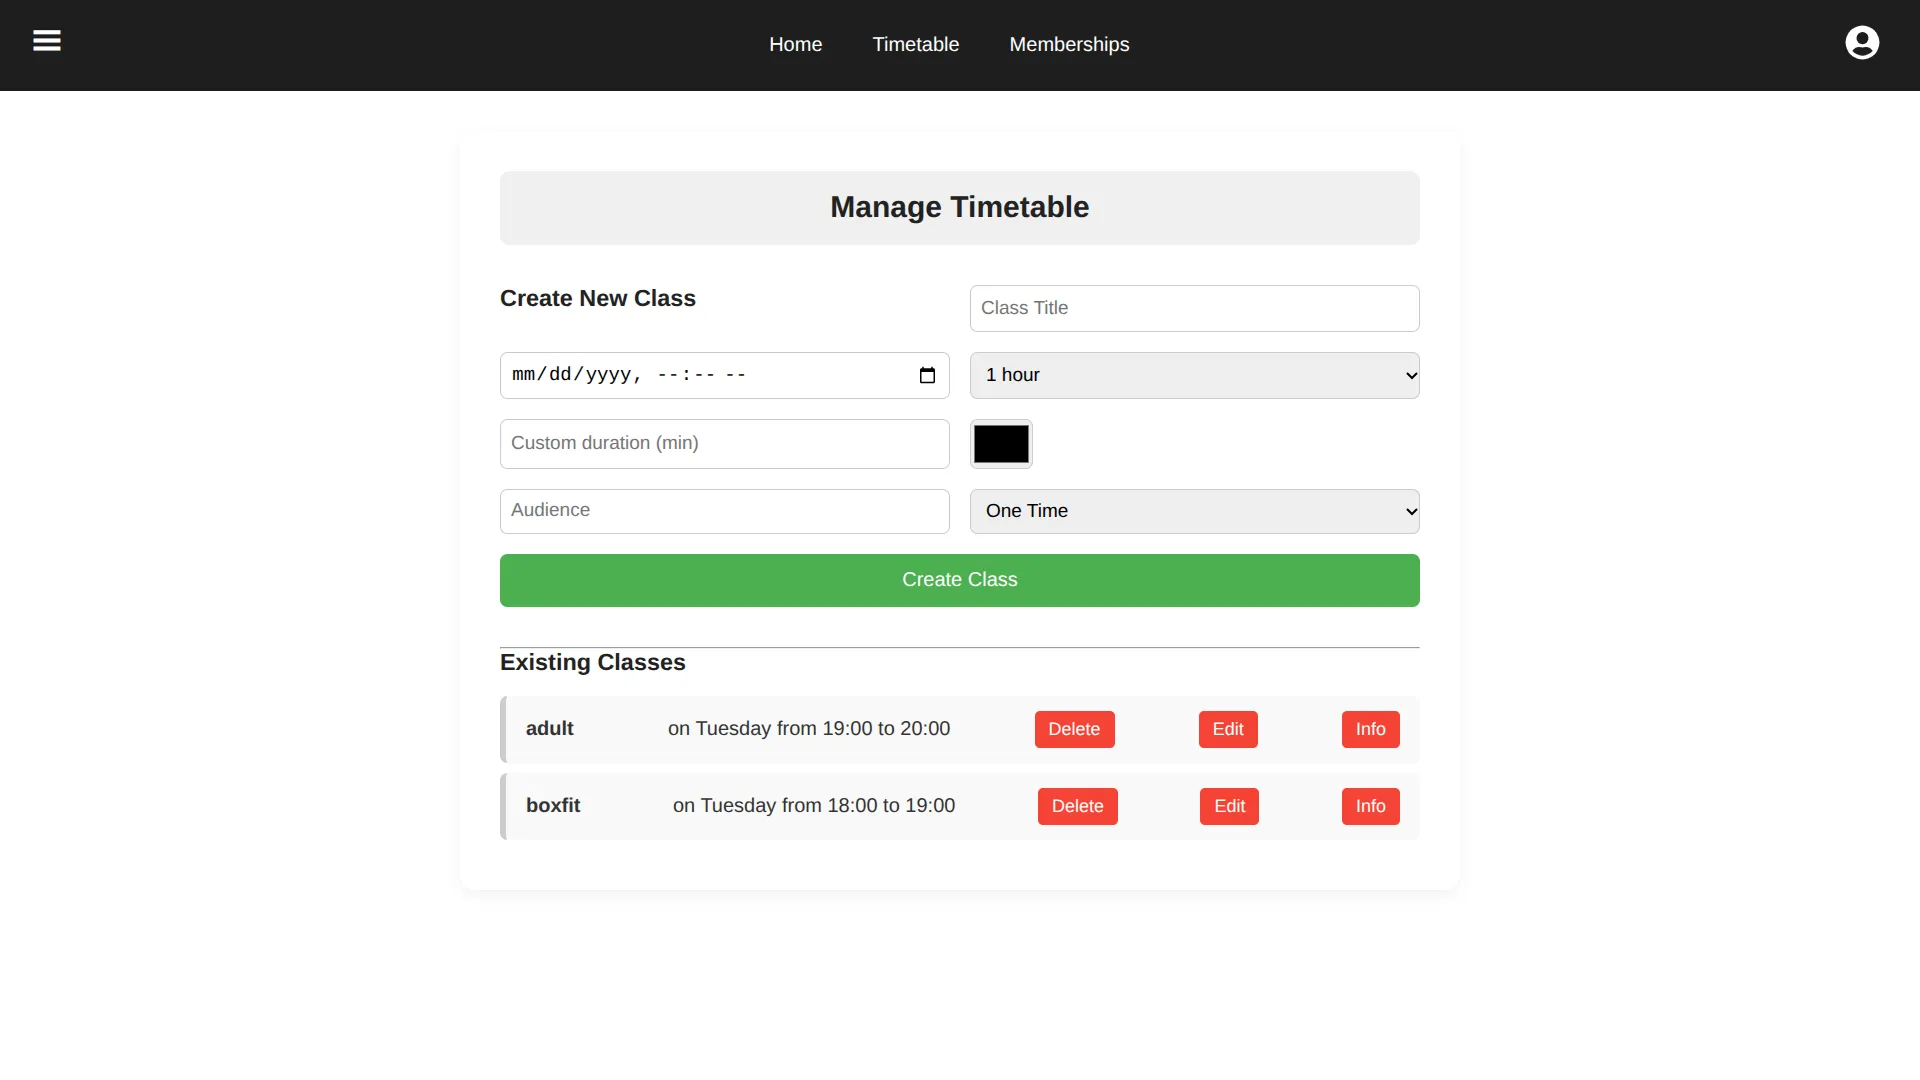 Home Timetable Memberships
Manage Timetable
Create New Class
Class Title
mm/dd/yyyy, --:-- --
1 hour
Custom duration (min)
Audience
One Time
Create Class
Existing Classes
adult on Tuesday from 19:00 to 20:00 Delete Edit Info
boxfit on Tuesday from 18:00 to 19:00 Delete Edit Info